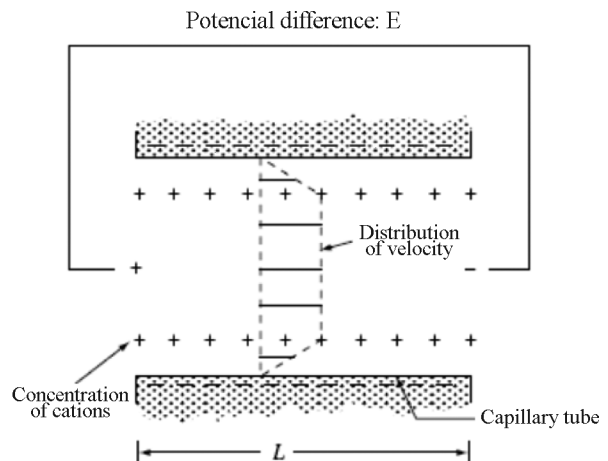 Potencial difference: E
Distribution
of velocity
Concentration
of cations
Capillary tube
L